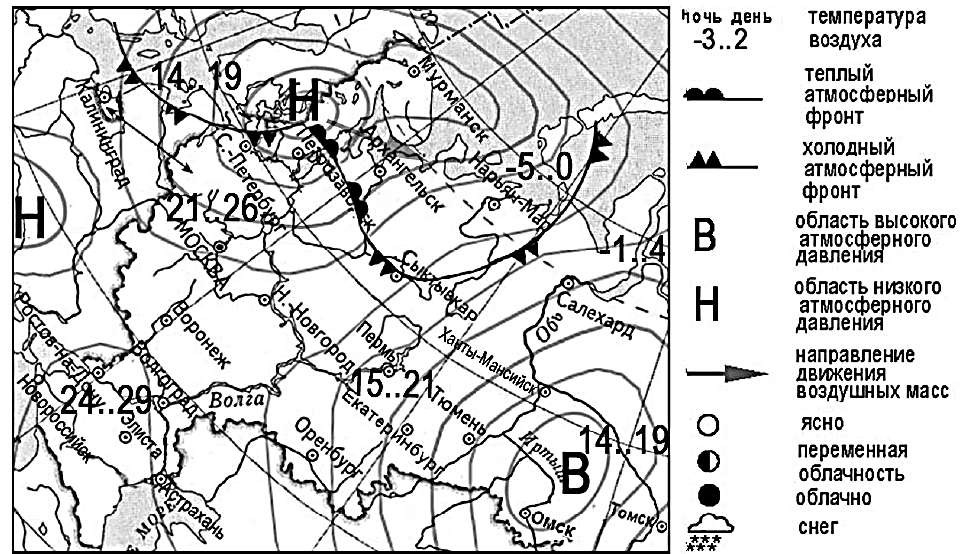 14..19
Н
Мурманск
Калининград
С.-Петербург
Петрозаводск
Архангельск
-5..0
Нарьян-Мар
21..26
МОСКВА
Н
-1..4
Сыктывкар
Салехард
Обь
Н. Новгород
Воронеж
Пермь
Ханты-Мансийск
Ростов-на-Дону
Волгоград
15..21
24..29
Волга
Новороссийск
Элиста
Екатеринбург
Тюмень
Оренбург
Иртыш
14..19
В
Астрахань
МОРЕ
Омск
Томск
ночь день
-3..2
температура
воздуха
теплый
атмосферный
фронт
холодный
атмосферный
фронт
В
область высокого
атмосферного
давления
Н
область низкого
атмосферного
давления
направление
движения
воздушных масс
ясно
переменная
облачность
облачно
снег